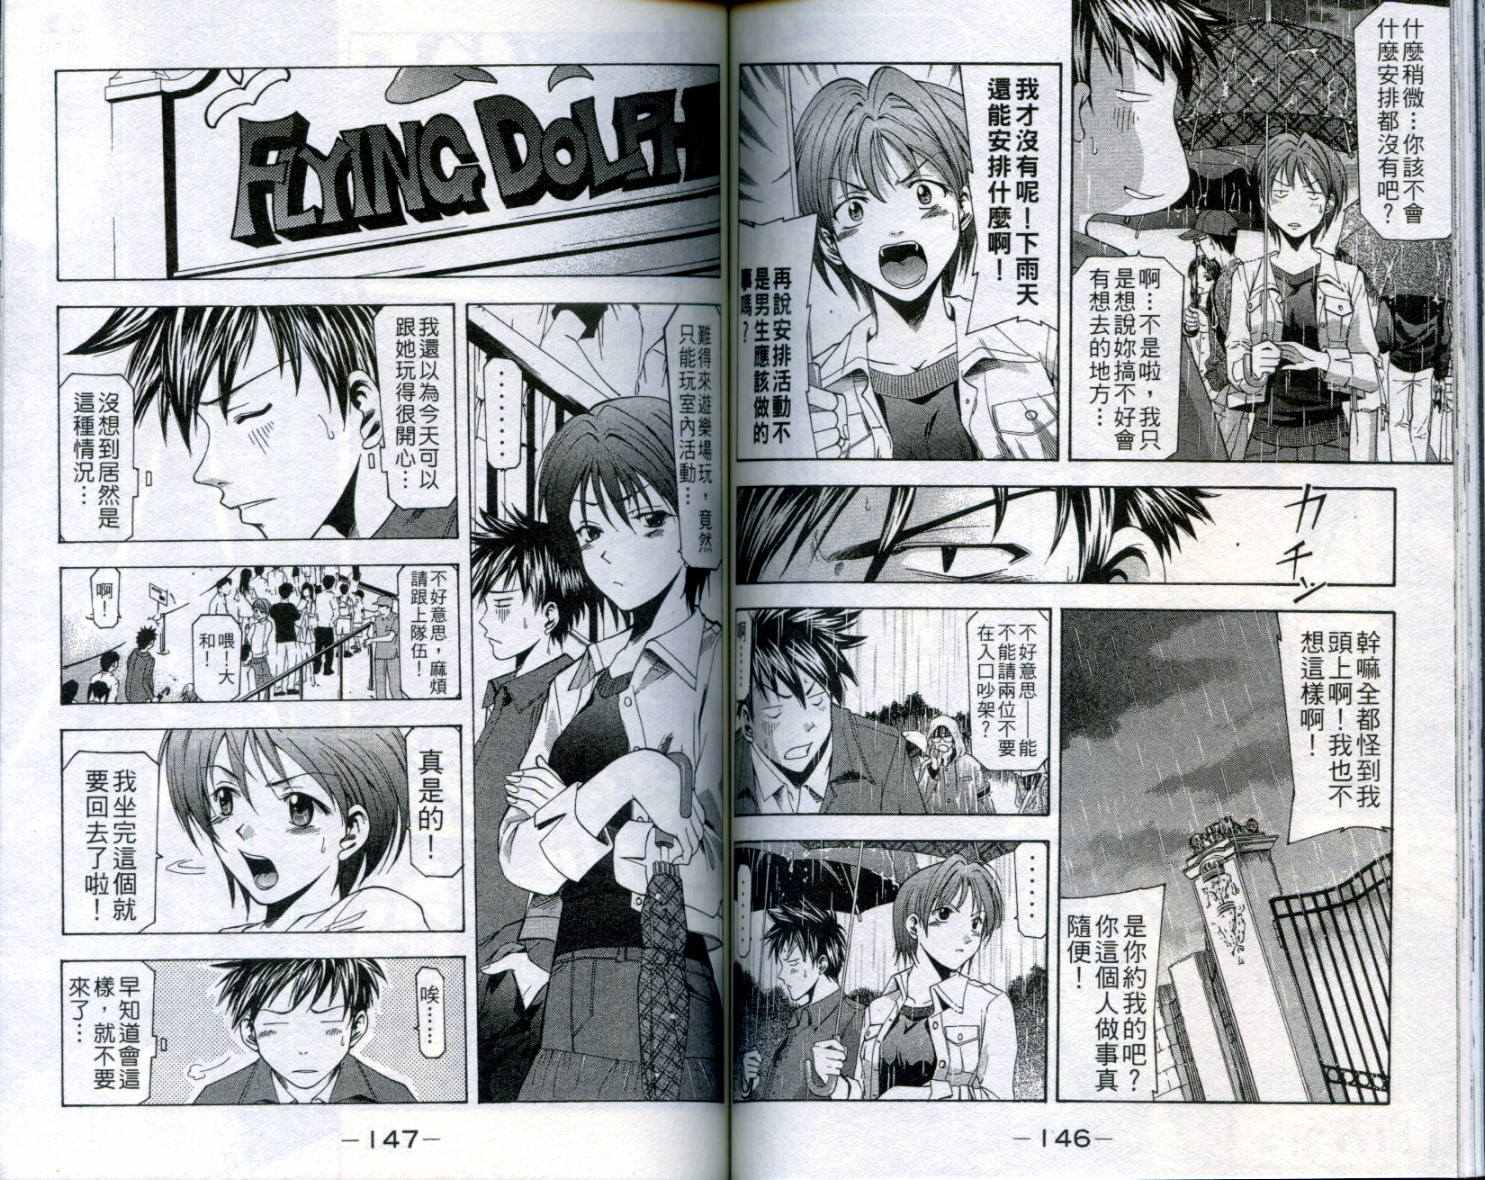 什麼稍微…你該不會
什麼安排都沒有吧？
啊…不是啦，我只
是想說妳搞不好會
有想去的地方…
我才沒有呢！下雨天
還能安排什麼啊！
再說安排活動不
是男生應該做的
事嗎？
カチッ
幹嘛全都怪到我
頭上啊！我也不
想這樣啊！
是你約我的吧？
你這個人做事真
隨便！
不好意思——能
不能請兩位不要
在入口吵架？
啊……
……
……
－146－
FLYING DOLPH
難得來遊樂場玩，竟然
只能玩室內活動…
………
我還以為今天可以
跟她玩得很開心…
沒想到居然是
這種情況…
不好意思，麻煩
請跟上隊伍！
喂！大
和！
啊！
真是的！
我坐完這個就
要回去了啦！
唉……
早知道會這
樣，就不要
來了…
－147－